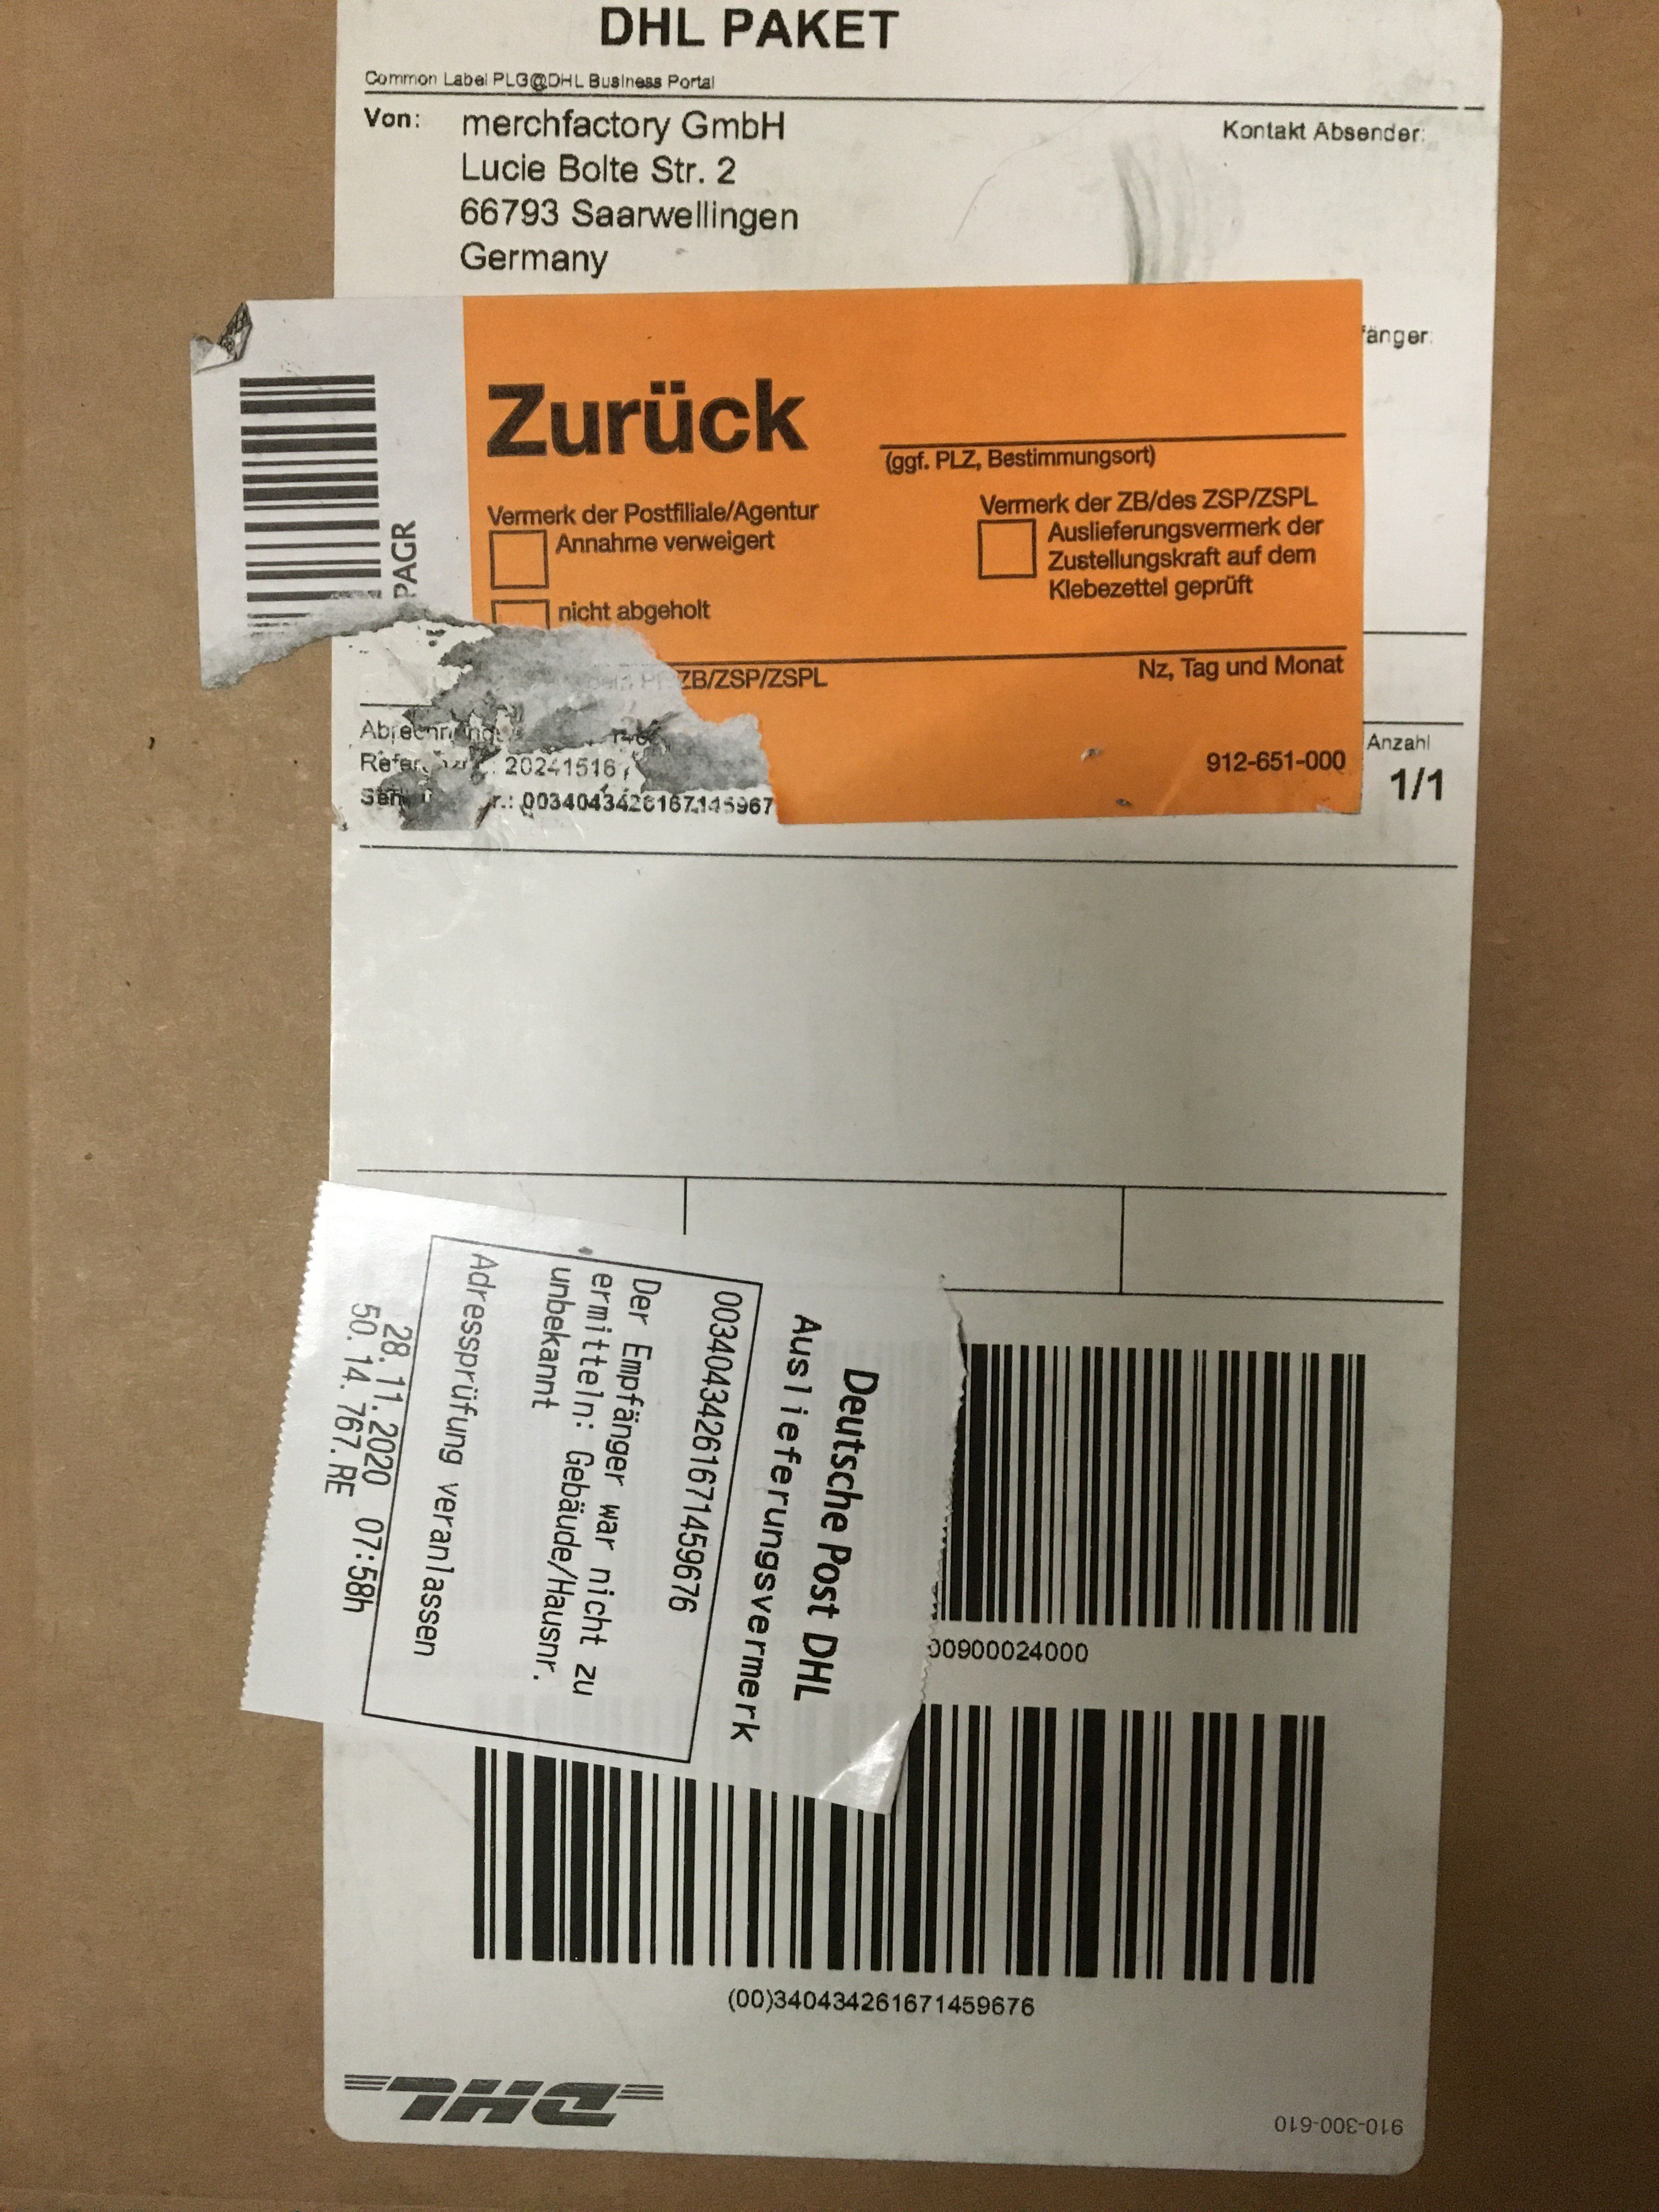 DHL PAKET
Common Label PLG@DHL Business Portal
Von: merchfactory GmbH
Lucie Bolte Str. 2
66793 Saarwellingen
Germany
Kontakt Absender:
fänger:
PAGR
Zurück
(ggf. PLZ, Bestimmungsort)
Vermerk der Postfiliale/Agentur
Annahme verweigert
nicht abgeholt
Vermerk der ZB/des ZSP/ZSPL
Auslieferungsvermerk der
Zustellungskraft auf dem
Klebezettel geprüft
ZB/ZSP/ZSPL
Nz, Tag und Monat
912-651-000
Anzahl
1/1
20241516
r.: 0034043426167145967
Deutsche Post DHL
Auslieferungsvermerk
00340434261671459676
Der Empfänger war nicht zu
ermitteln: Gebäude/Hausnr.
unbekannt
Adressprüfung veranlassen
28.11.2020 07:58h
50.14.767.RE
00900024000
(00)340434261671459676
DHL
910-300-610